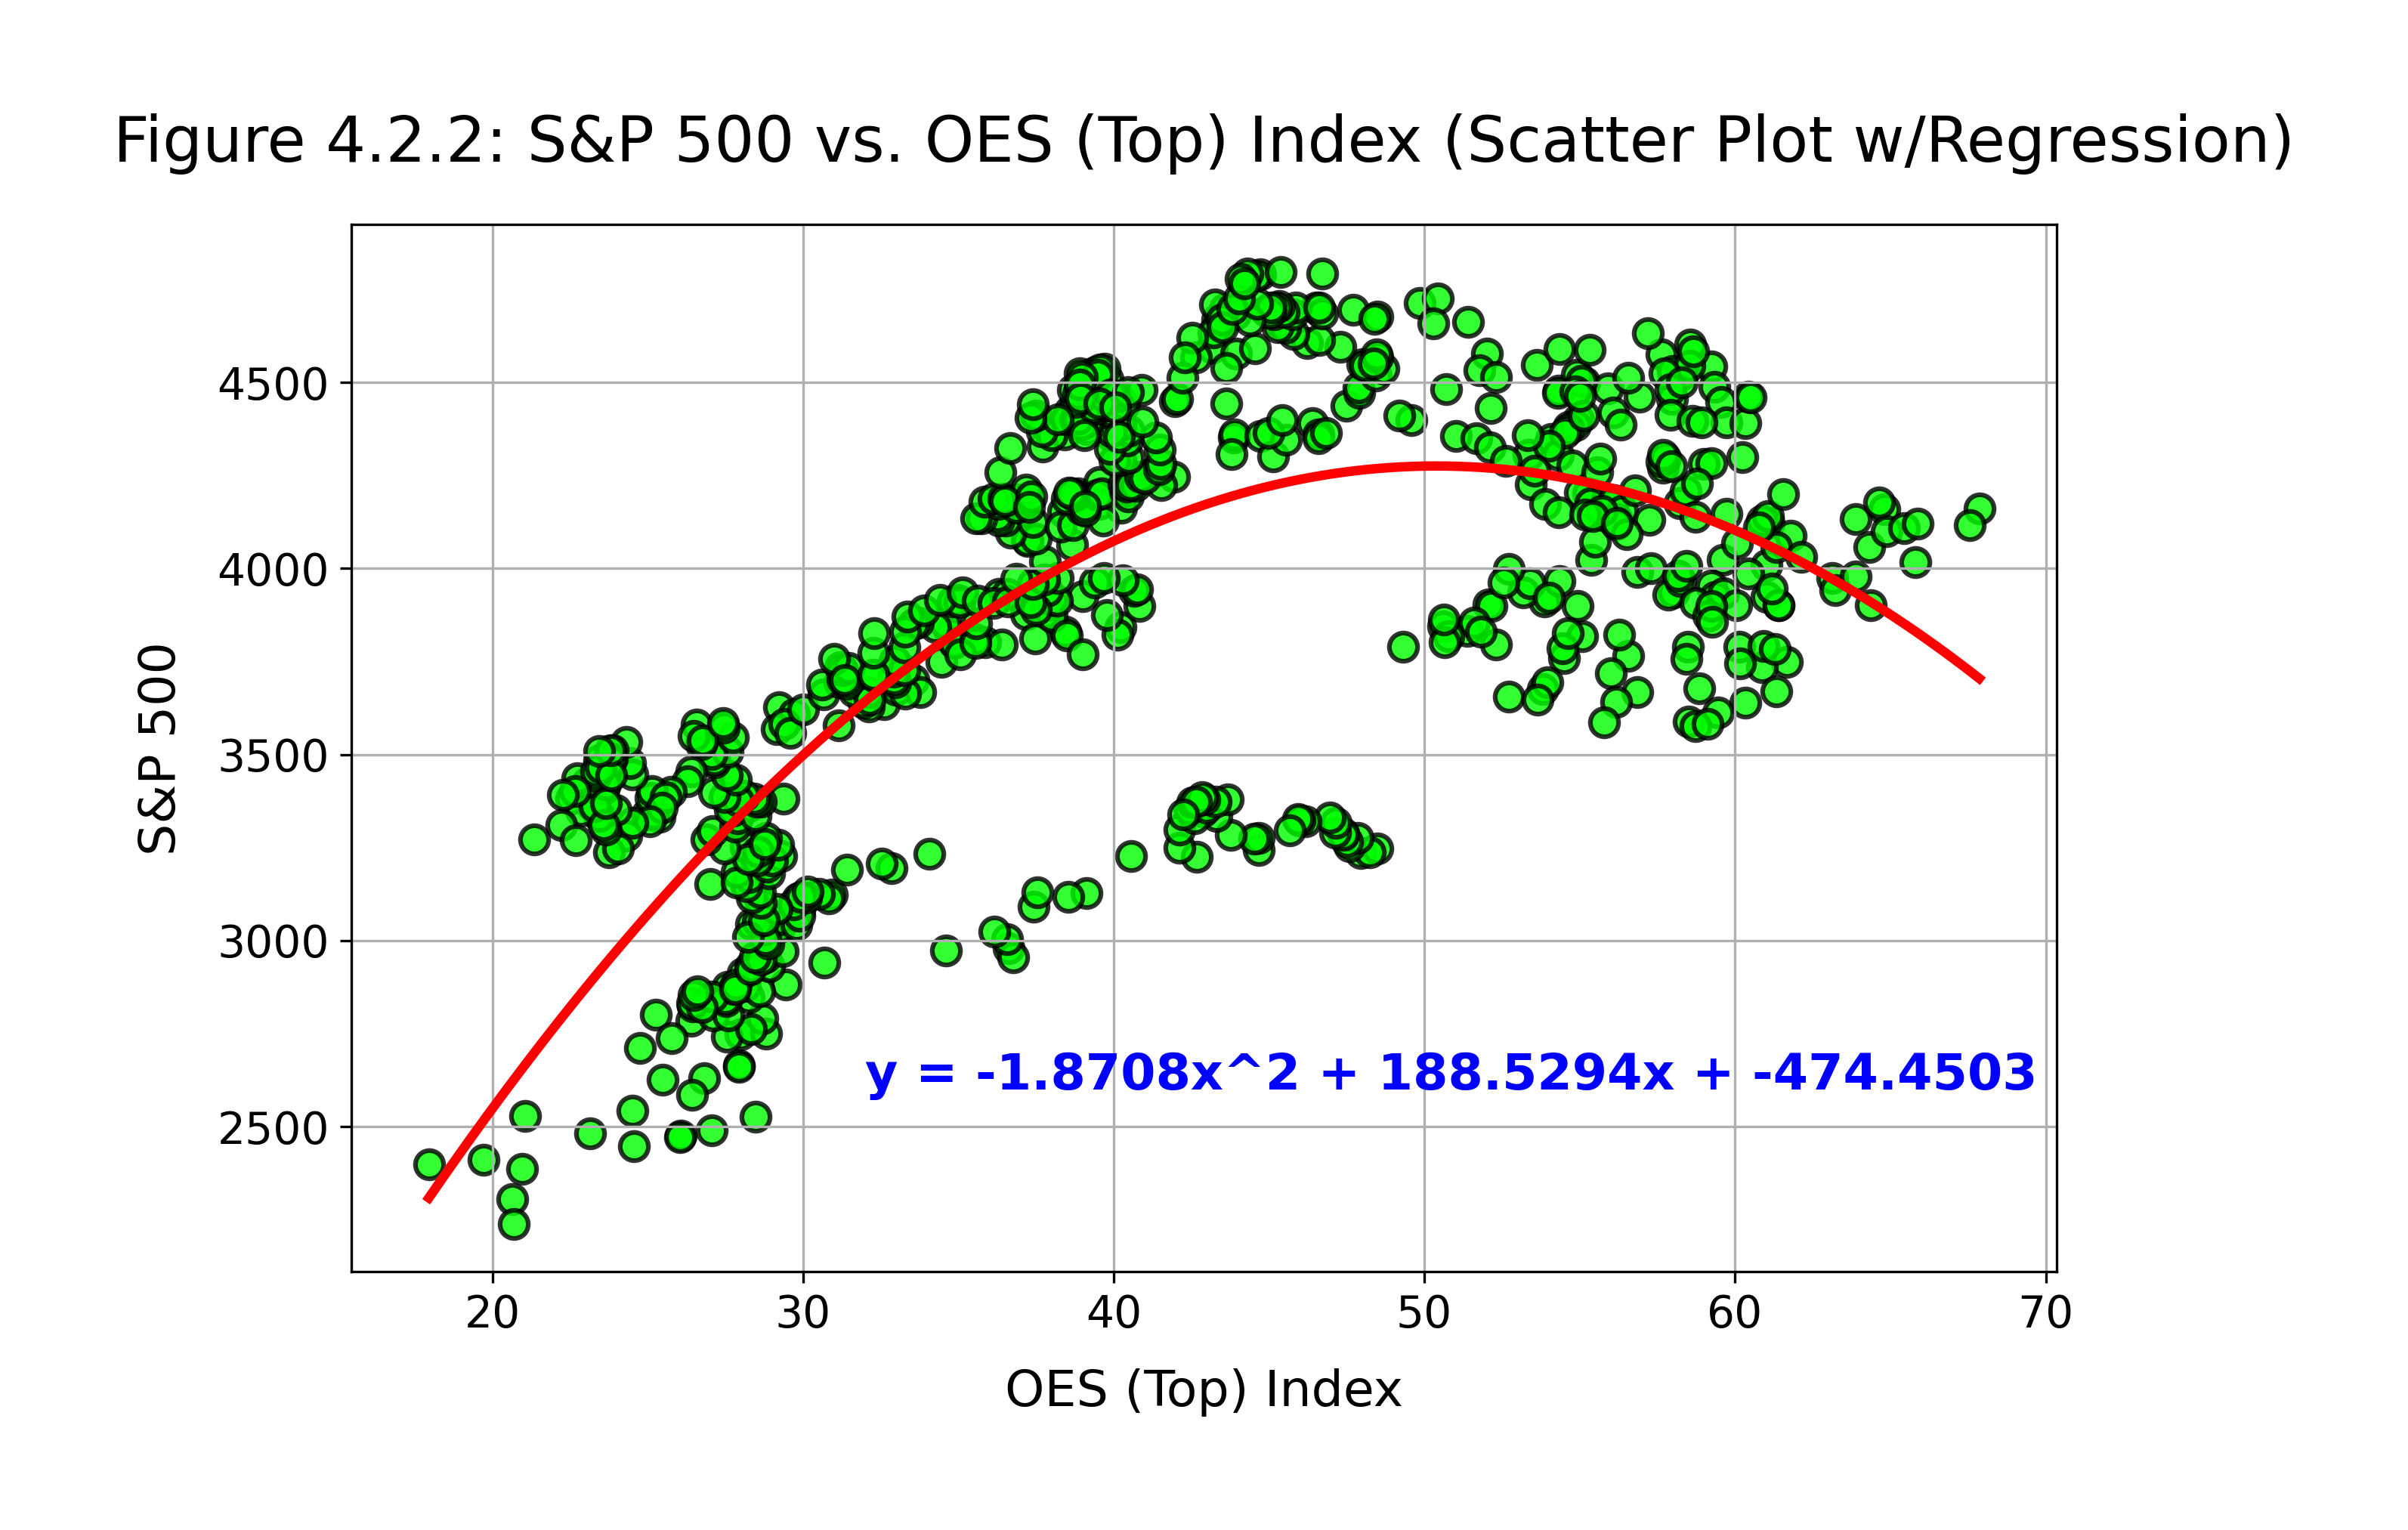 Figure 4.2.2: S&P 500 vs. OES (Top) Index (Scatter Plot w/Regression)
S&P 500
4500
4000
3500
3000
2500
y = -1.8708x^2 + 188.5294x + -474.4503
20 30 40 50 60 70
OES (Top) Index